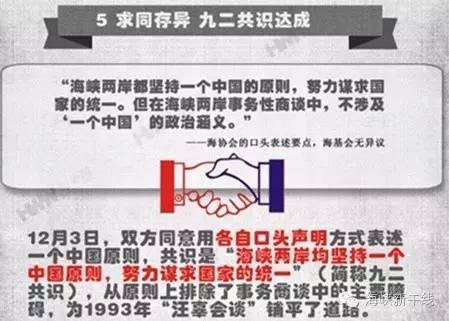 5 求同存异 九二共识达成
“海峡两岸都坚持一个中国的原则，努力谋求国
家的统一。但在海峡两岸事务性商谈中，不涉及
‘一个中国’的政治涵义。”
——海协会的口头表述要点，海基会无异议
12月3日，双方同意用各自口头声明方式表述
一个中国原则，共识是“海峡两岸均坚持一个
中国原则，努力谋求国家的统一”（简称九二
共识），从原则上排除了事务商谈中的主要障
碍，为1993年“汪辜会谈”铺平了道路。
海峡新干线